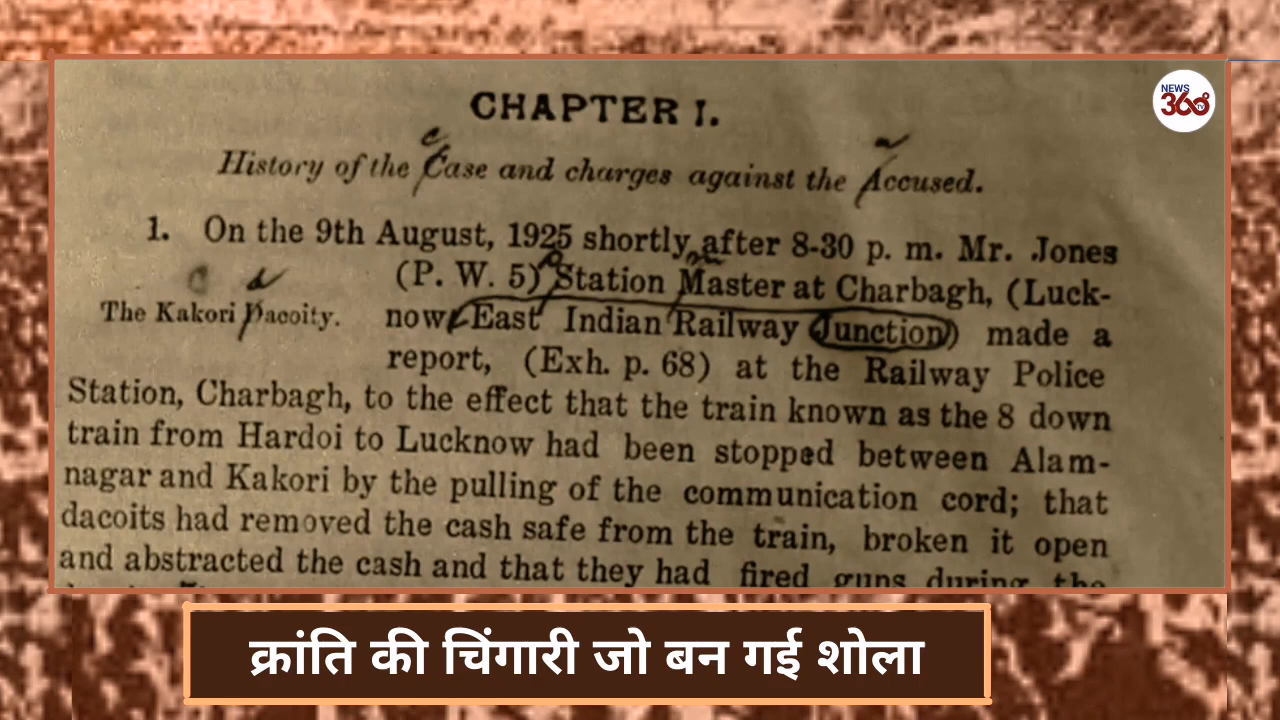 NEWS
360
TV
CHAPTER I.
History of the Case and charges against the Accused.
1. On the 9th August, 1925 shortly after 8-30 p. m. Mr. Jones
(P. W. 5) Station Master at Charbagh, (Luck-
The Kakori Dacoity.
now East Indian Railway Junction) made a
report, (Exh. p. 68) at the Railway Police
Station, Charbagh, to the effect that the train known as the 8 down
train from Hardoi to Lucknow had been stopped between Alam-
nagar and Kakori by the pulling of the communication cord; that
dacoits had removed the cash safe from the train, broken it open
and abstracted the cash and that they had fired guns during the
क्रांति की चिंगारी जो बन गई शोला